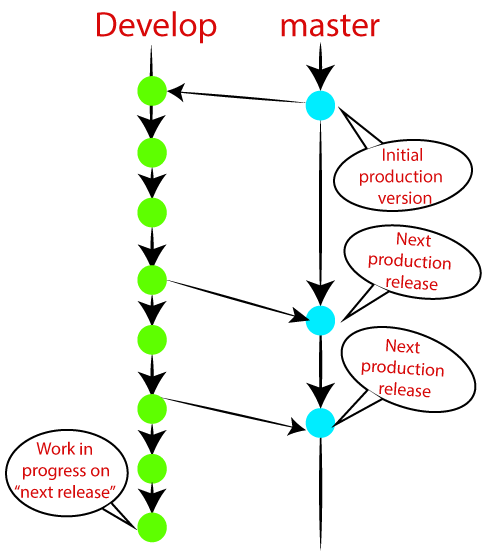 Develop
master
Initial
production
version
Next
production
release
Next
production
release
Work in
progress on
“next release”